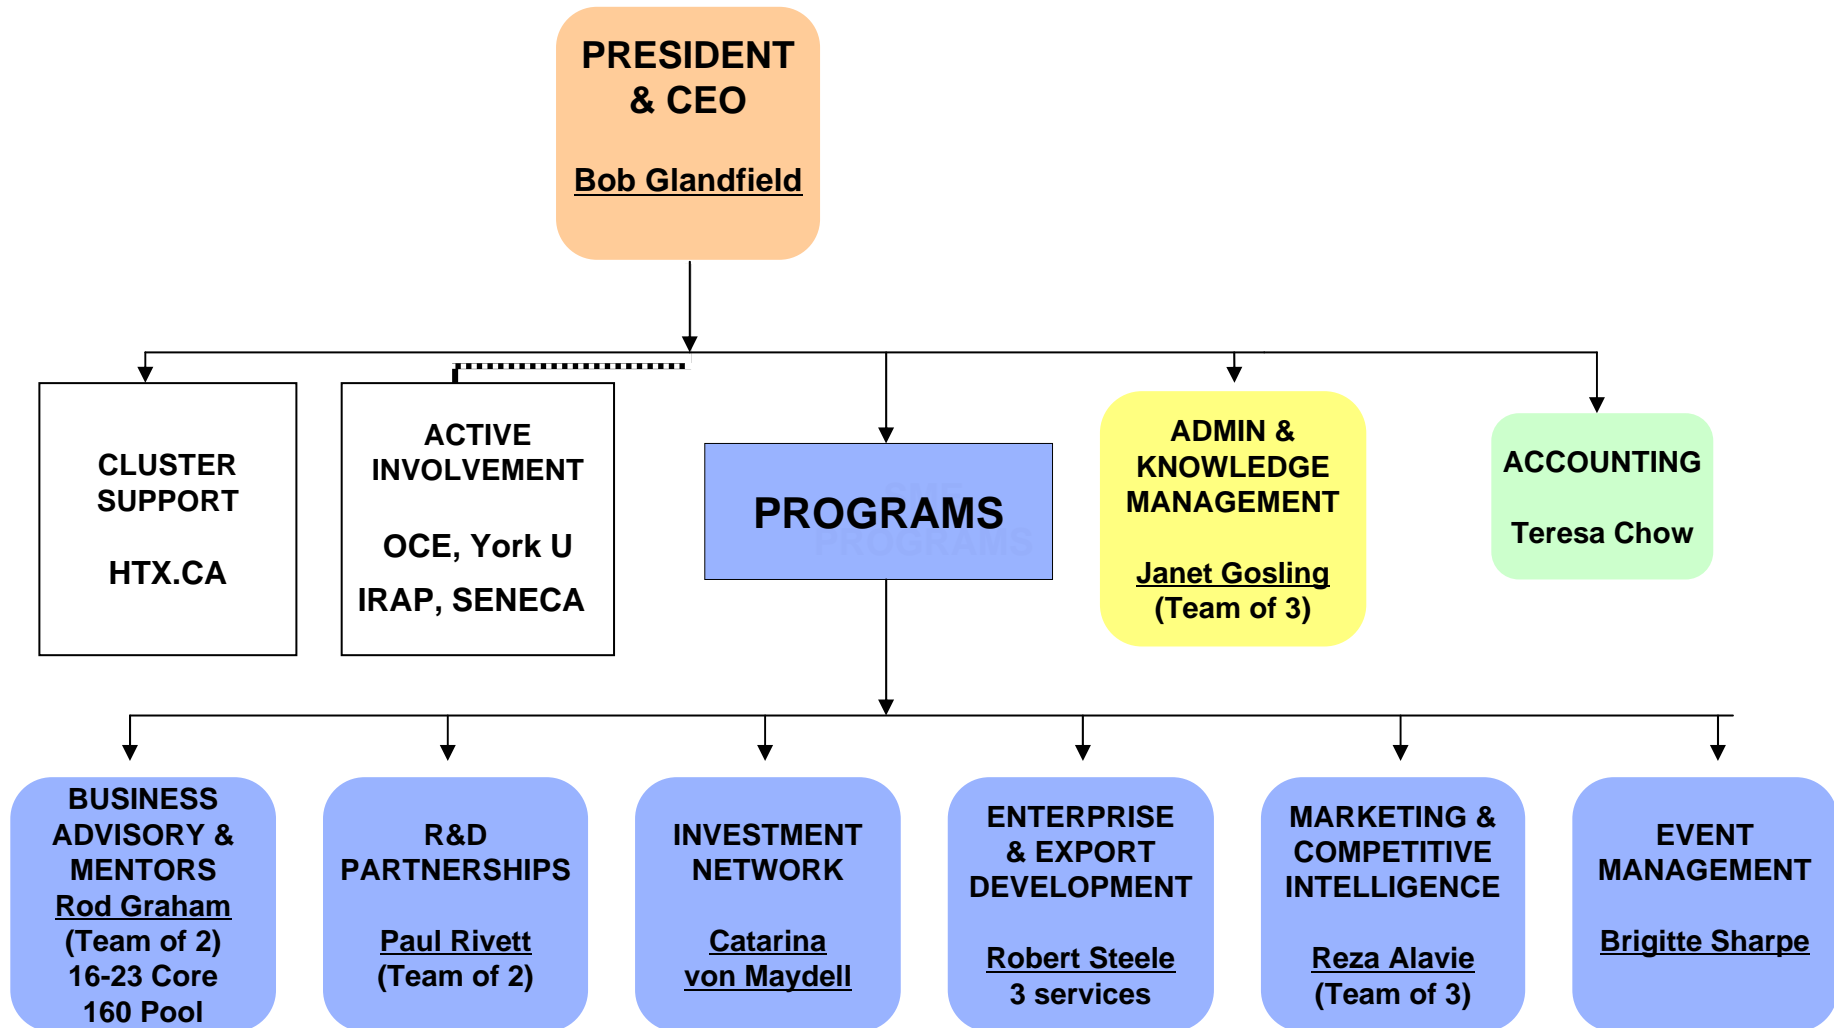 PRESIDENT
& CEO
Bob Glandfield
CLUSTER
SUPPORT
HTX.CA
ACTIVE
INVOLVEMENT
OCE, York U
IRAP, SENECA
PROGRAMS
SME
PROGRAMS
ADMIN &
KNOWLEDGE
MANAGEMENT
Janet Gosling
(Team of 3)
ACCOUNTING
Teresa Chow
BUSINESS
ADVISORY &
MENTORS
Rod Graham
(Team of 2)
16-23 Core
160 Pool
R&D
PARTNERSHIPS
Paul Rivett
(Team of 2)
INVESTMENT
NETWORK
Catarina
von Maydell
ENTERPRISE
& EXPORT
DEVELOPMENT
Robert Steele
3 services
MARKETING &
COMPETITIVE
INTELLIGENCE
Reza Alavie
(Team of 3)
EVENT
MANAGEMENT
Brigitte Sharpe